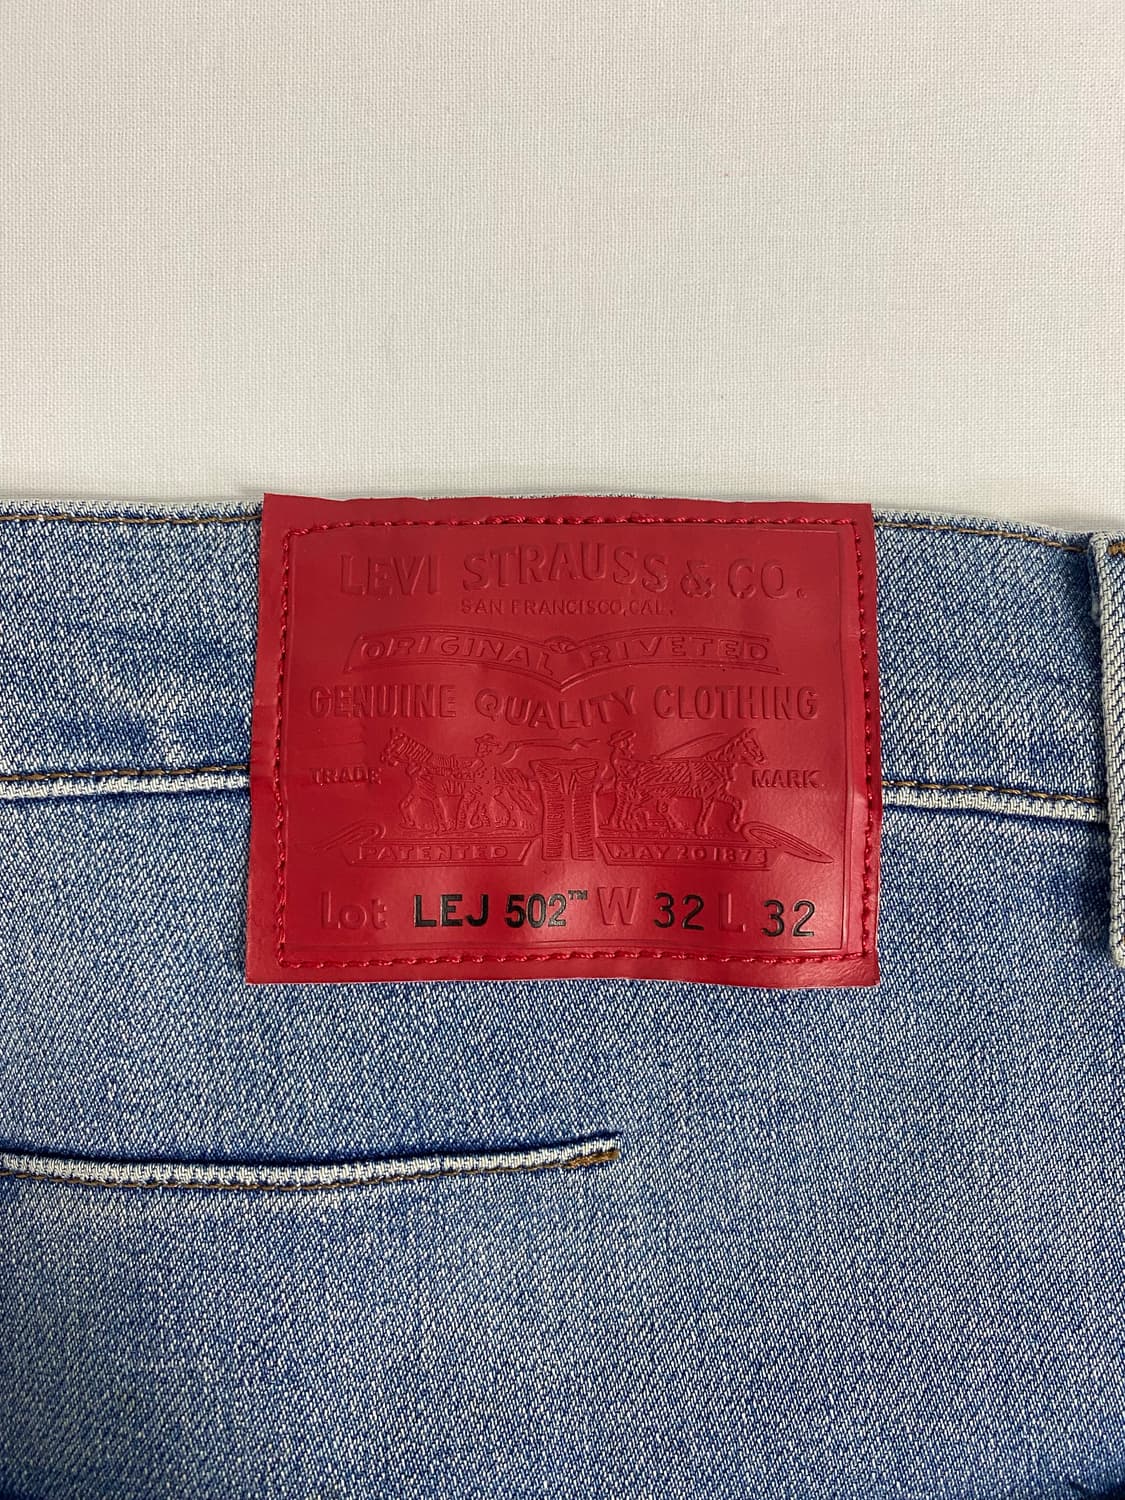 LEVI STRAUSS & CO.
SAN FRANCISCO, CAL.
ORIGINAL RIVETED
GENUINE QUALITY CLOTHING
TRADE MARK
PATENTED MAY 20 1873
Lot LEJ 502™ W 32 L 32